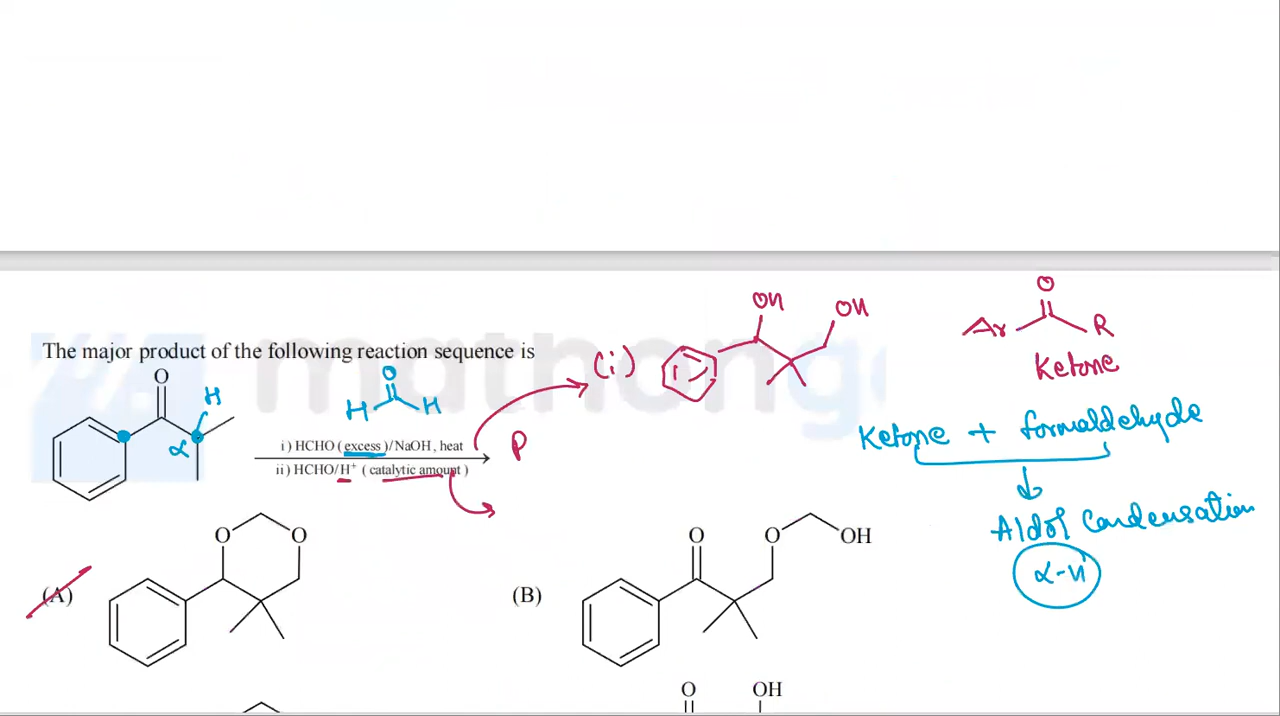 The major product of the following reaction sequence is
O
H
α
O
H H
i) HCHO (excess)/NaOH, heat
ii) HCHO/H+ (catalytic amount)
P
(i)
OH
OH
O
Ar R
Ketone
Ketone + formaldehyde
Aldol Condensation
α-H
(A)
O O
(B)
O O OH
O OH
mathongo